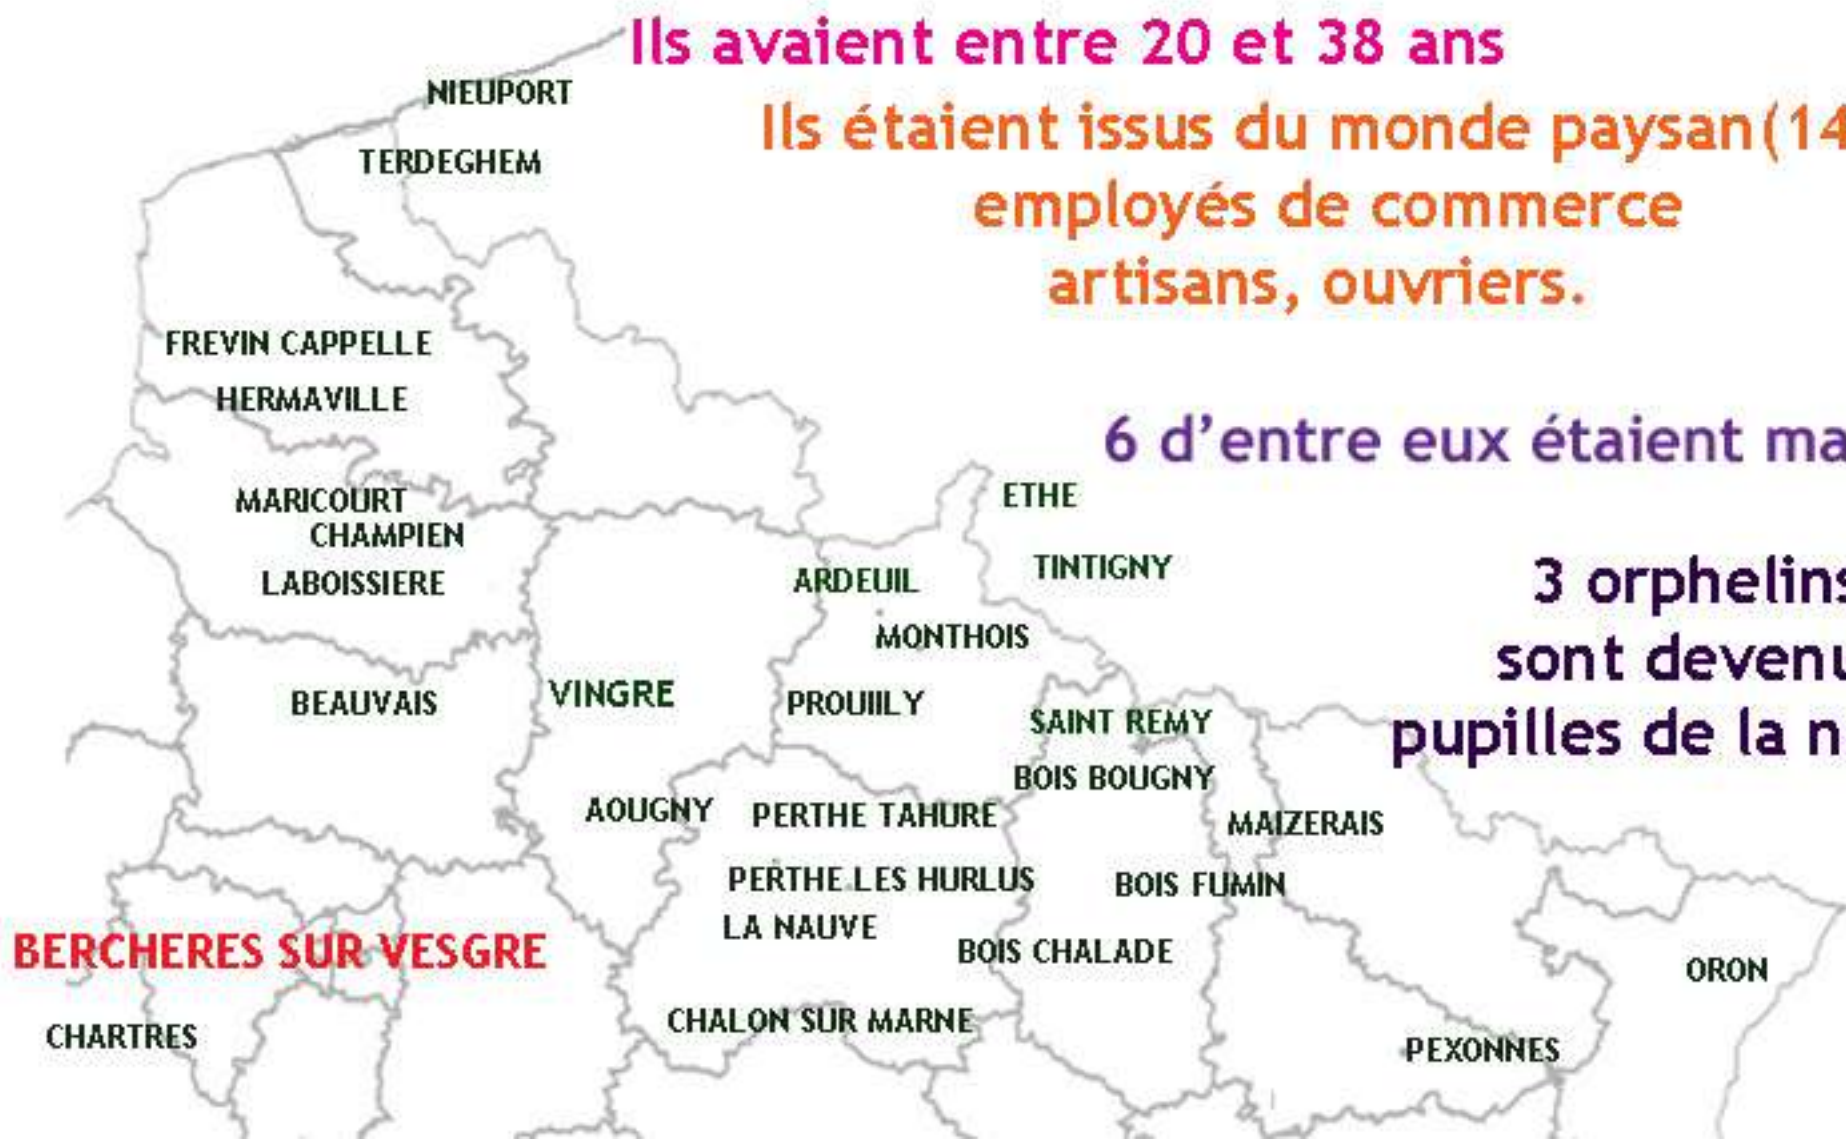 Ils avaient entre 20 et 38 ans
NIEUPORT
Ils étaient issus du monde paysan(14
TERDEGHEM
employés de commerce
artisans, ouvriers.
FREVIN CAPPELLE
HERMAVILLE
6 d'entre eux étaient ma
MARICOURT
ETHE
CHAMPIEN
LABOISSIERE
ARDEUIL
TINTIGNY
3 orphelins
MONTHOIS
sont devenu
BEAUVAIS
VINGRE
PROUIILY
SAINT REMY
pupilles de la n
BOIS BOUGNY
AOUGNY
PERTHE TAHURE
MAIZERAIS
PERTHE LES HURLUS
BOIS FUMIN
LA NAUVE
BERCHERES SUR VESGRE
BOIS CHALADE
ORON
CHALON SUR MARNE
CHARTRES
PEXONNES